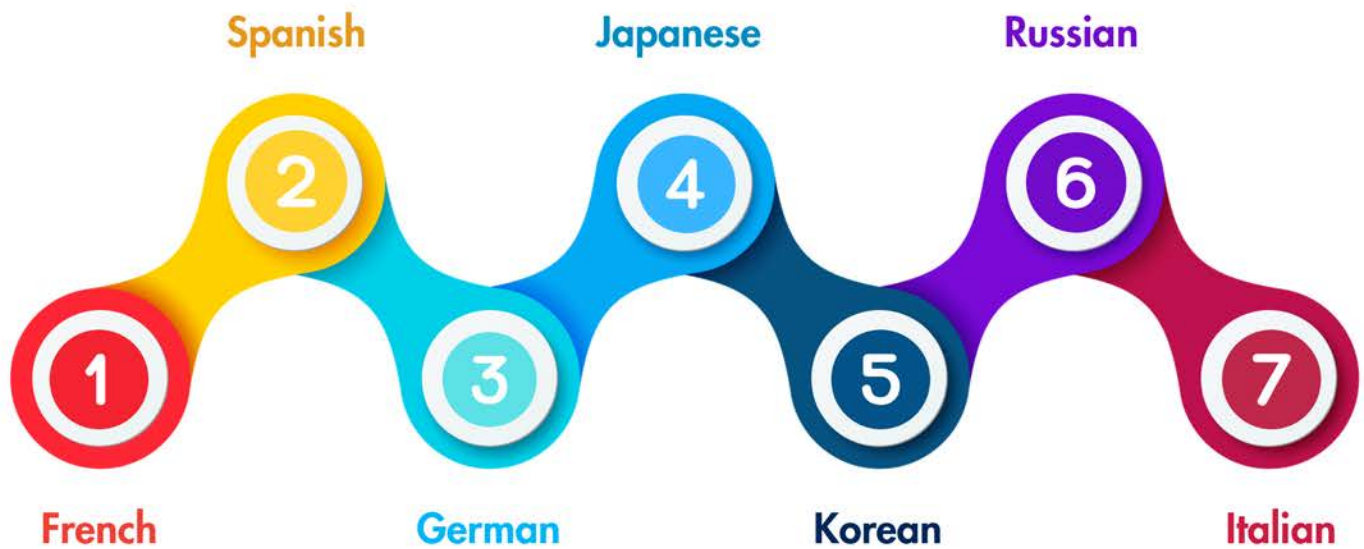 Spanish
Japanese
Russian
2
4
6
1
3
5
7
French
German
Korean
Italian